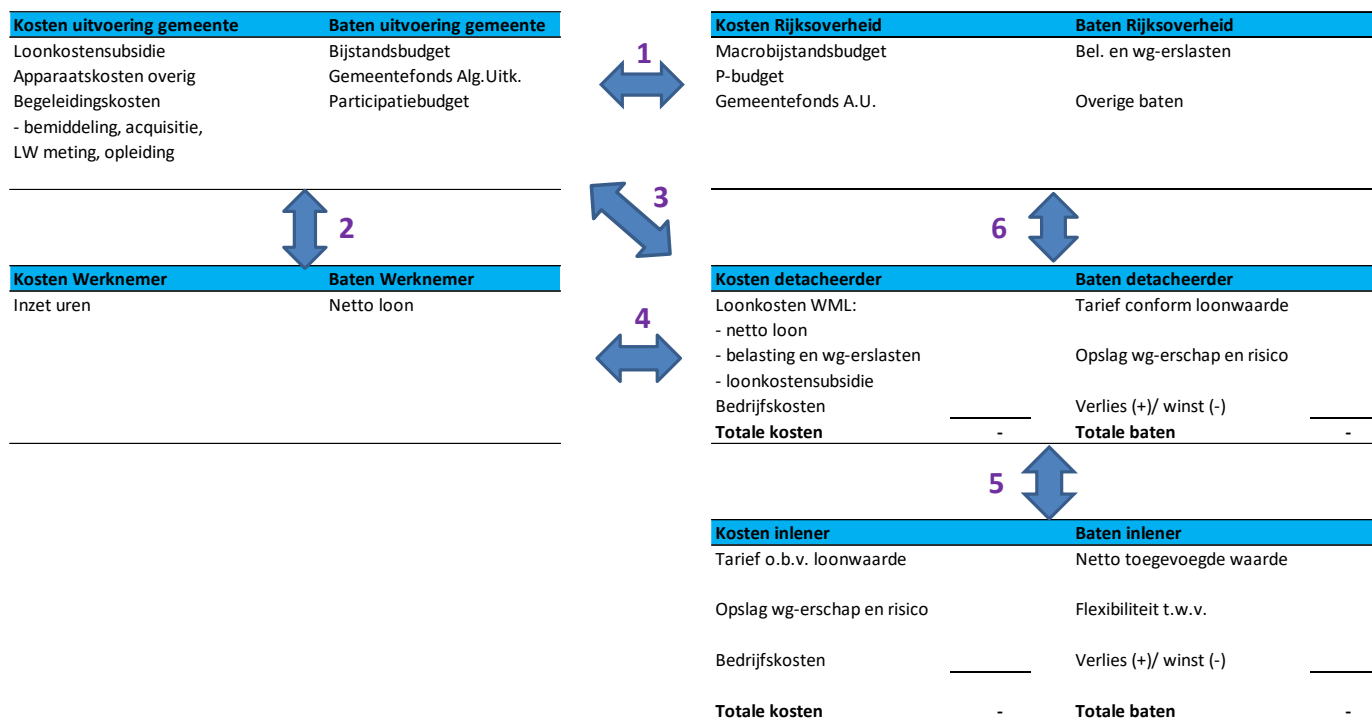 Kosten uitvoering gemeente Baten uitvoering gemeente
Loonkostensubsidie Bijstandsbudget
Apparaatskosten overig Gemeentefonds Alg.Uitk.
Begeleidingskosten Participatiebudget
- bemiddeling, acquisitie,
LW meting, opleiding
1
Kosten Rijksoverheid Baten Rijksoverheid
Macrobijstandsbudget Bel. en wg-erslasten
P-budget
Gemeentefonds A.U. Overige baten
2
3
6
Kosten Werknemer Baten Werknemer
Inzet uren Netto loon
4
Kosten detacheerder Baten detacheerder
Loonkosten WML: Tarief conform loonwaarde
- netto loon
- belasting en wg-erslasten Opslag wg-erschap en risico
- loonkostensubsidie
Bedrijfskosten Verlies (+)/ winst (-)
Totale kosten - Totale baten -
5
Kosten inlener Baten inlener
Tarief o.b.v. loonwaarde Netto toegevoegde waarde
Opslag wg-erschap en risico Flexibiliteit t.w.v.
Bedrijfskosten Verlies (+)/ winst (-)
Totale kosten - Totale baten -